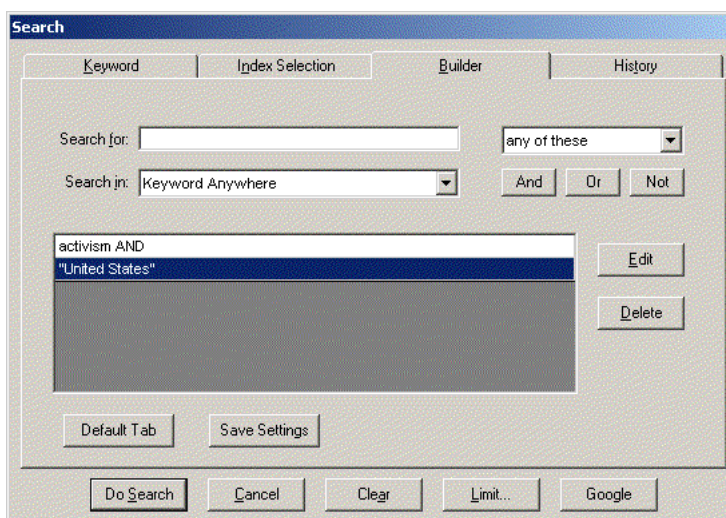 Search
Keyword Index Selection Builder History
Search for: any of these
Search in: Keyword Anywhere And Or Not
activism AND
"United States"
Edit
Delete
Default Tab Save Settings
Do Search Cancel Clear Limit... Google